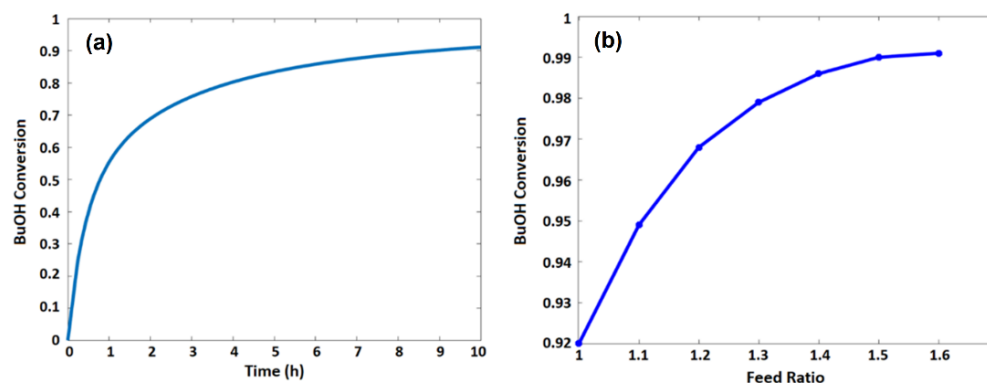 (a)
BuOH Conversion
1
0.9
0.8
0.7
0.6
0.5
0.4
0.3
0.2
0.1
0
0 1 2 3 4 5 6 7 8 9 10
Time (h)
(b)
BuOH Conversion
1
0.99
0.98
0.97
0.96
0.95
0.94
0.93
0.92
1 1.1 1.2 1.3 1.4 1.5 1.6
Feed Ratio